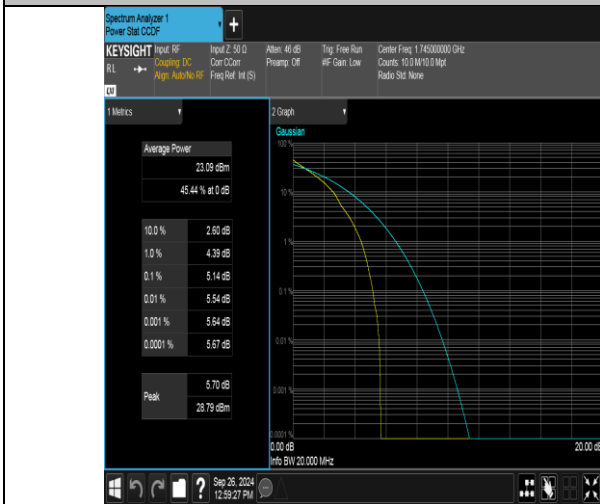 Spectrum Analyzer 1
Power Stat CCDF
+
KEYSIGHT
RL
Input: RF
Coupling: DC
Align: Auto/No RF
Input Z: 50 Ω
Corr CCorr
Freq Ref: Int (S)
Atten: 46 dB
Preamp: Off
Trig: Free Run
#IF Gain: Low
Center Freq: 1.745000000 GHz
Counts: 10.0 M/10.0 Mpt
Radio Std: None
LXI
1 Metrics
Average Power
23.09 dBm
45.44 % at 0 dB
10.0 % 2.60 dB
1.0 % 4.39 dB
0.1 % 5.14 dB
0.01 % 5.54 dB
0.001 % 5.64 dB
0.0001 % 5.67 dB
Peak
5.70 dB
28.79 dBm
2 Graph
Gaussian
100 %
10 %
1 %
0.1 %
0.01 %
0.001 %
0.0001 %
0.00 dB
20.00 dB
Info BW 20.000 MHz
?
Sep 26, 2024
12:59:27 PM